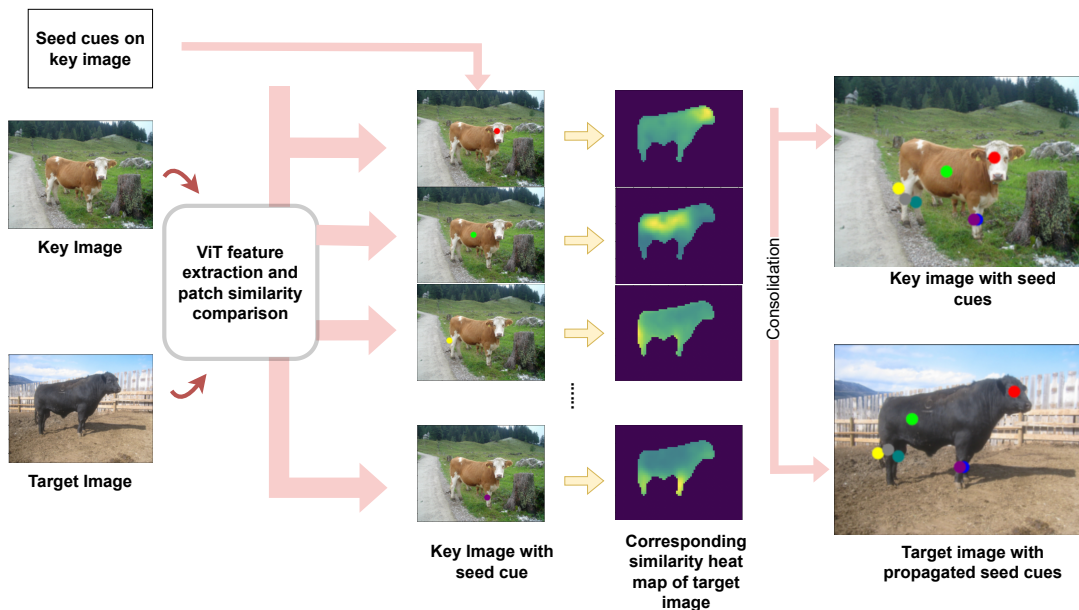 Seed cues on
key image
Key Image
ViT feature
extraction and
patch similarity
comparison
Target Image
......
Key Image with
seed cue
Corresponding
similarity heat
map of target
image
Consolidation
Key image with seed
cues
Target image with
propagated seed cues